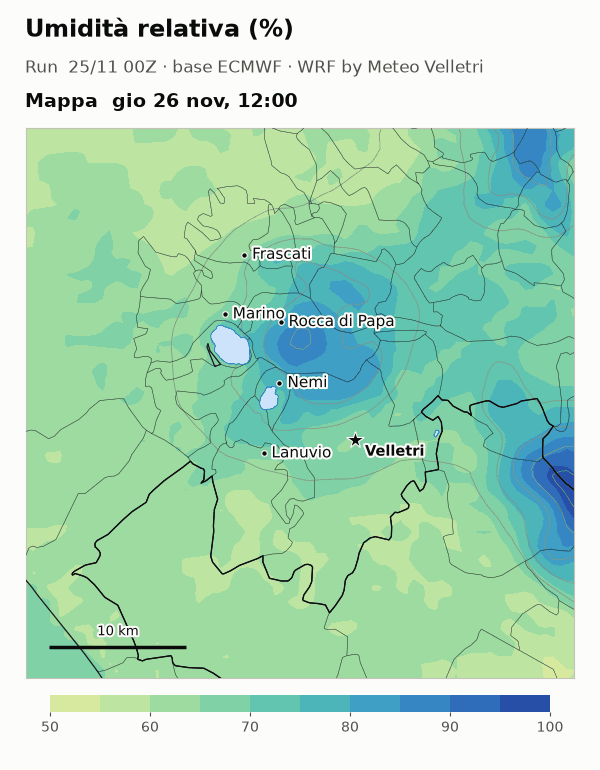 Umidità relativa (%)
Run  25/11 00Z · base ECMWF · WRF by Meteo Velletri
Mappa  gio 26 nov, 12:00
Frascati
Marino
Rocca di Papa
Nemi
Velletri
Lanuvio
10 km
50 60 70 80 90 100